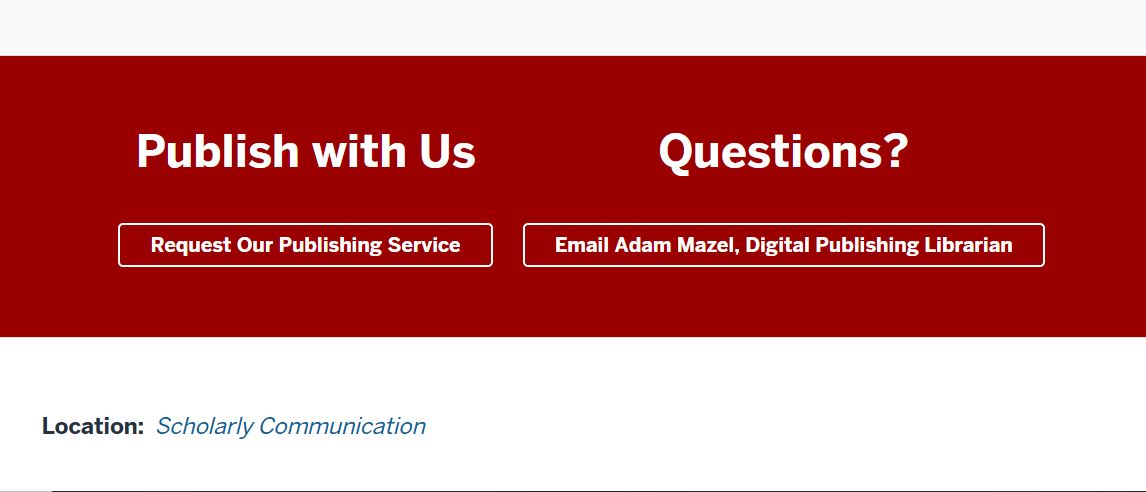 Publish with Us
Request Our Publishing Service
Questions?
Email Adam Mazel, Digital Publishing Librarian
Location: Scholarly Communication